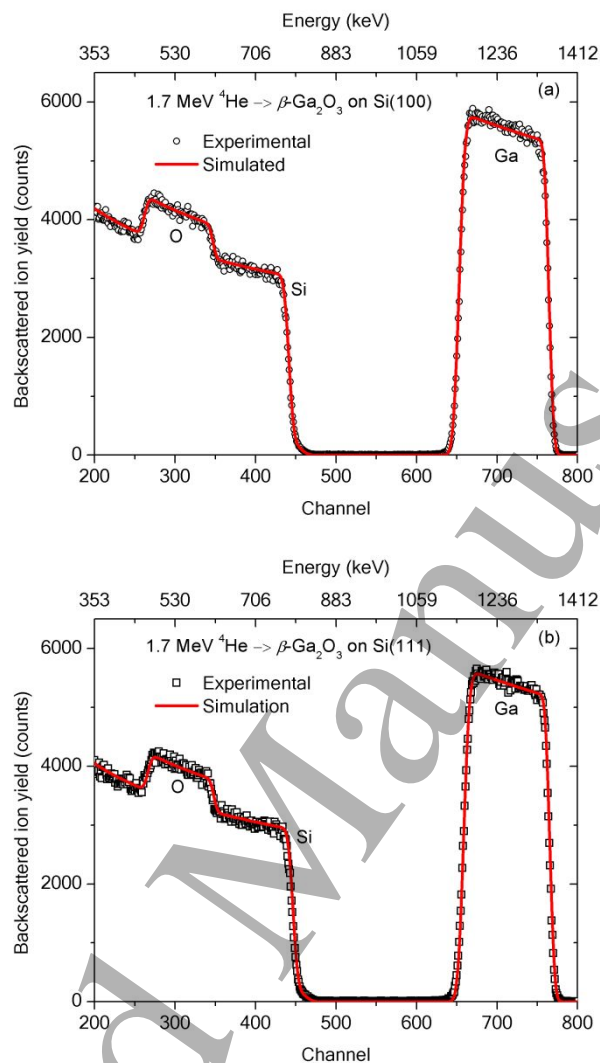 Energy (keV)
353 530 706 883 1059 1236 1412
1.7 MeV ⁴He -> β-Ga₂O₃ on Si(100)
(a)
Experimental
Simulated
Ga
O
Si
6000
4000
2000
0
Backscattered ion yield (counts)
200 300 400 500 600 700 800
Channel
Energy (keV)
353 530 706 883 1059 1236 1412
1.7 MeV ⁴He -> β-Ga₂O₃ on Si(111)
(b)
Experimental
Simulation
Ga
O
Si
6000
4000
2000
0
Backscattered ion yield (counts)
200 300 400 500 600 700 800
Channel
d Manus